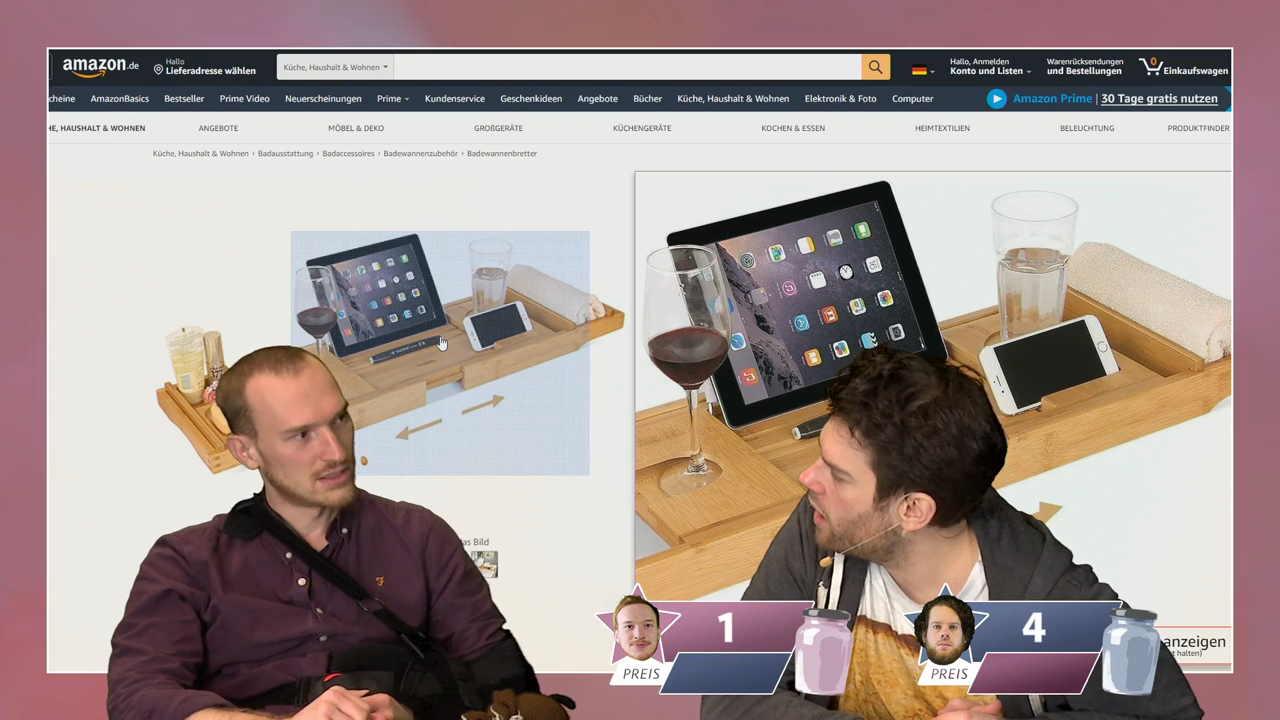 amazon.de
Hallo
Lieferadresse wählen
Küche, Haushalt & Wohnen
Hallo, Anmelden
Konto und Listen
Warenrücksendungen
und Bestellungen
0
Einkaufswagen
cheine AmazonBasics Bestseller Prime Video Neuerscheinungen Prime Kundenservice Geschenkideen Angebote Bücher Küche, Haushalt & Wohnen Elektronik & Foto Computer
Amazon Prime | 30 Tage gratis nutzen
HE, HAUSHALT & WOHNEN ANGEBOTE MÖBEL & DEKO GROßGERÄTE KÜCHENGERÄTE KOCHEN & ESSEN HEIMTEXTILIEN BELEUCHTUNG PRODUKTFINDER
Küche, Haushalt & Wohnen › Badausstattung › Badaccessoires › Badewannenzubehör › Badewannenbretter
as Bild
1
PREIS
4
PREIS
anzeigen
t halten)